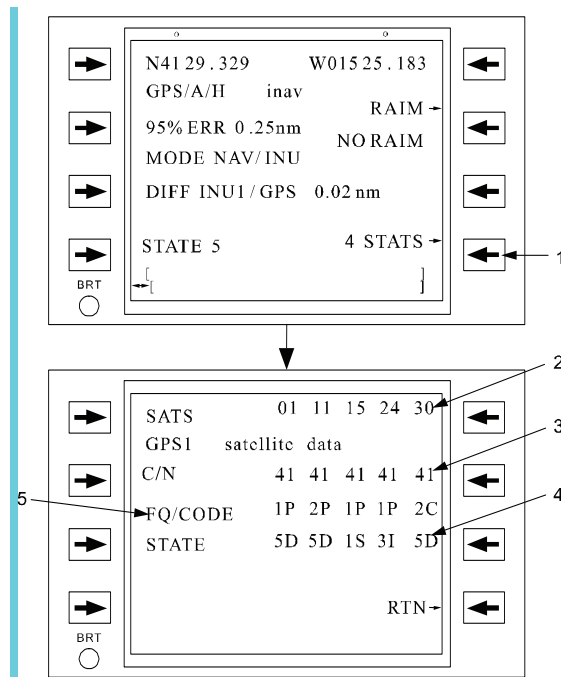 N41 29.329 W015 25.183
GPS/A/H inav
RAIM
95% ERR 0.25nm
NO RAIM
MODE NAV/INU
DIFF INU1/GPS 0.02 nm
STATE 5 4 STATS
1
[ ]
[ ]
BRT
2
SATS 01 11 15 24 30
GPS1 satellite data
3
C/N 41 41 41 41 41
4
5
FQ/CODE 1P 2P 1P 1P 2C
STATE 5D 5D 1S 3I 5D
RTN
BRT